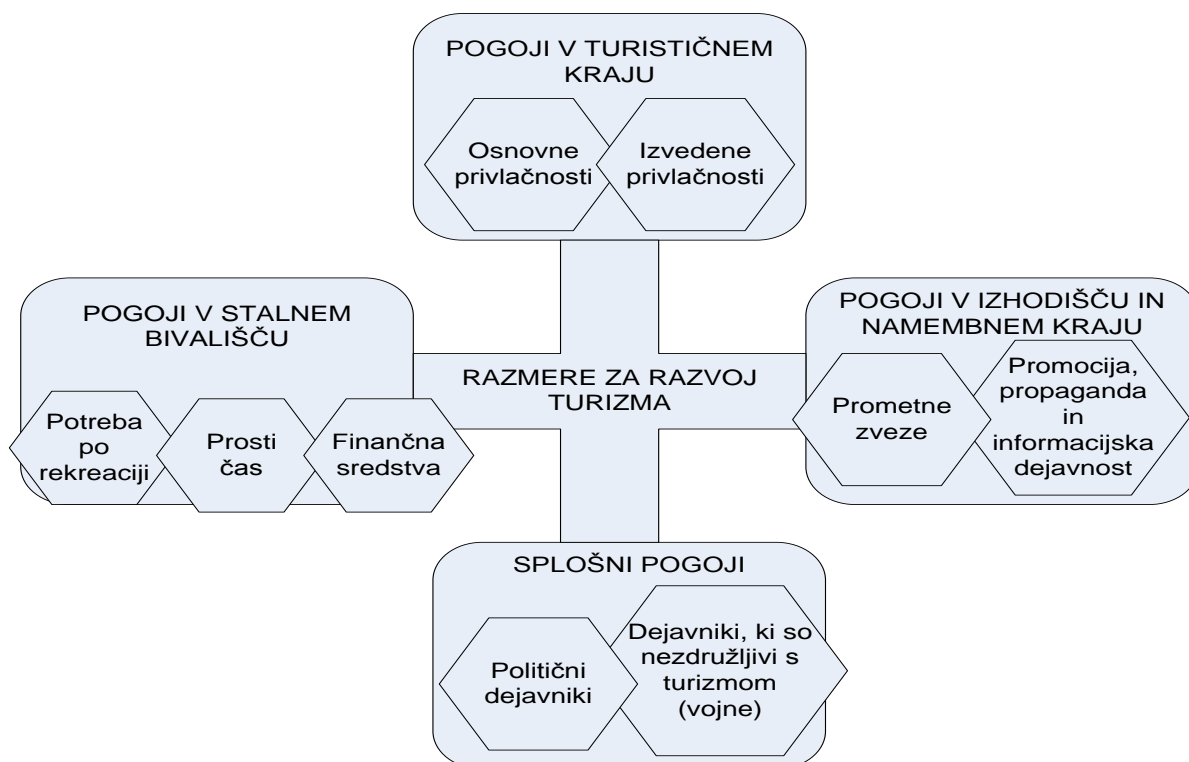 POGOJI V TURISTIČNEM
KRAJU
Osnovne
privlačnosti
Izvedene
privlačnosti
POGOJI V STALNEM
BIVALIŠČU
Potreba
po
rekreaciji
Prosti
čas
Finančna
sredstva
RAZMERE ZA RAZVOJ
TURIZMA
POGOJI V IZHODIŠČU IN
NAMEMBNEM KRAJU
Prometne
zveze
Promocija,
propaganda
in
informacijska
dejavnost
SPLOŠNI POGOJI
Politični
dejavniki
Dejavniki, ki so
nezdružljivi s
turizmom
(vojne)